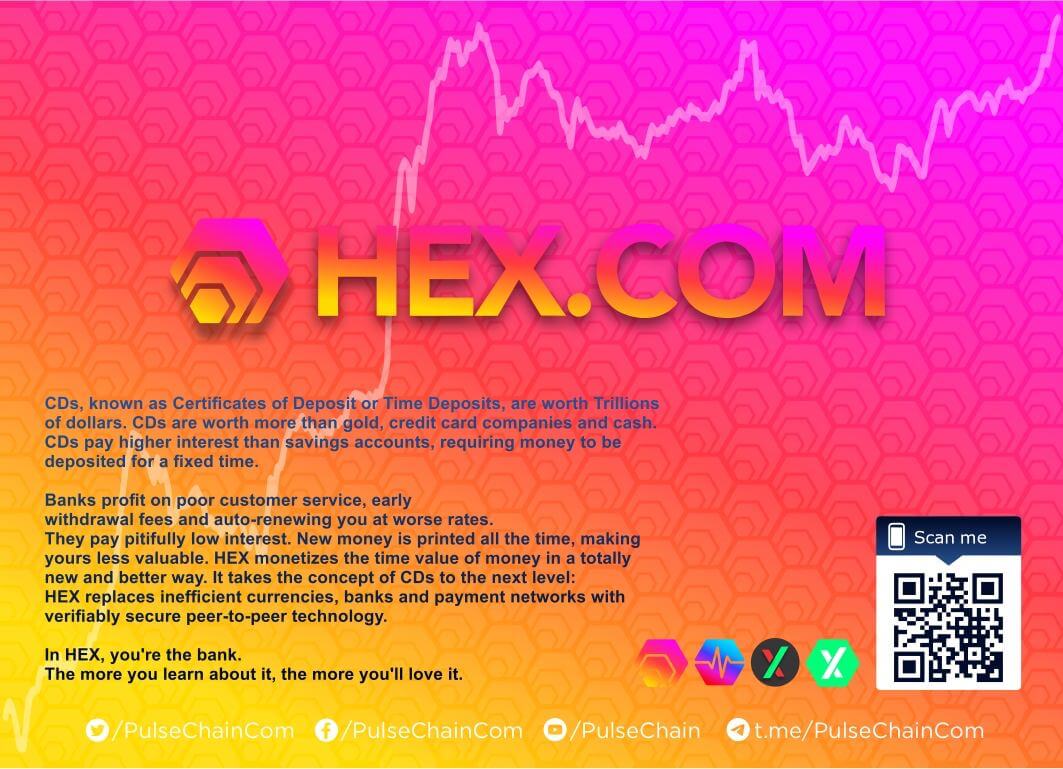 HEX.COM
CDs, known as Certificates of Deposit or Time Deposits, are worth Trillions
of dollars. CDs are worth more than gold, credit card companies and cash.
CDs pay higher interest than savings accounts, requiring money to be
deposited for a fixed time.
Banks profit on poor customer service, early
withdrawal fees and auto-renewing you at worse rates.
They pay pitifully low interest. New money is printed all the time, making
yours less valuable. HEX monetizes the time value of money in a totally
new and better way. It takes the concept of CDs to the next level:
HEX replaces inefficient currencies, banks and payment networks with
verifiably secure peer-to-peer technology.
In HEX, you're the bank.
The more you learn about it, the more you'll love it.
Scan me
/PulseChainCom /PulseChainCom /PulseChain t.me/PulseChainCom